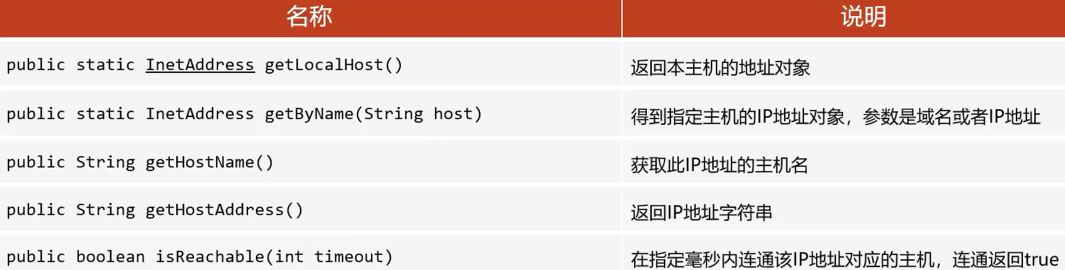 名称 说明
public static InetAddress getLocalHost() 返回本主机的地址对象
public static InetAddress getByName(String host) 得到指定主机的IP地址对象，参数是域名或者IP地址
public String getHostName() 获取此IP地址的主机名
public String getHostAddress() 返回IP地址字符串
public boolean isReachable(int timeout) 在指定毫秒内连通该IP地址对应的主机，连通返回true